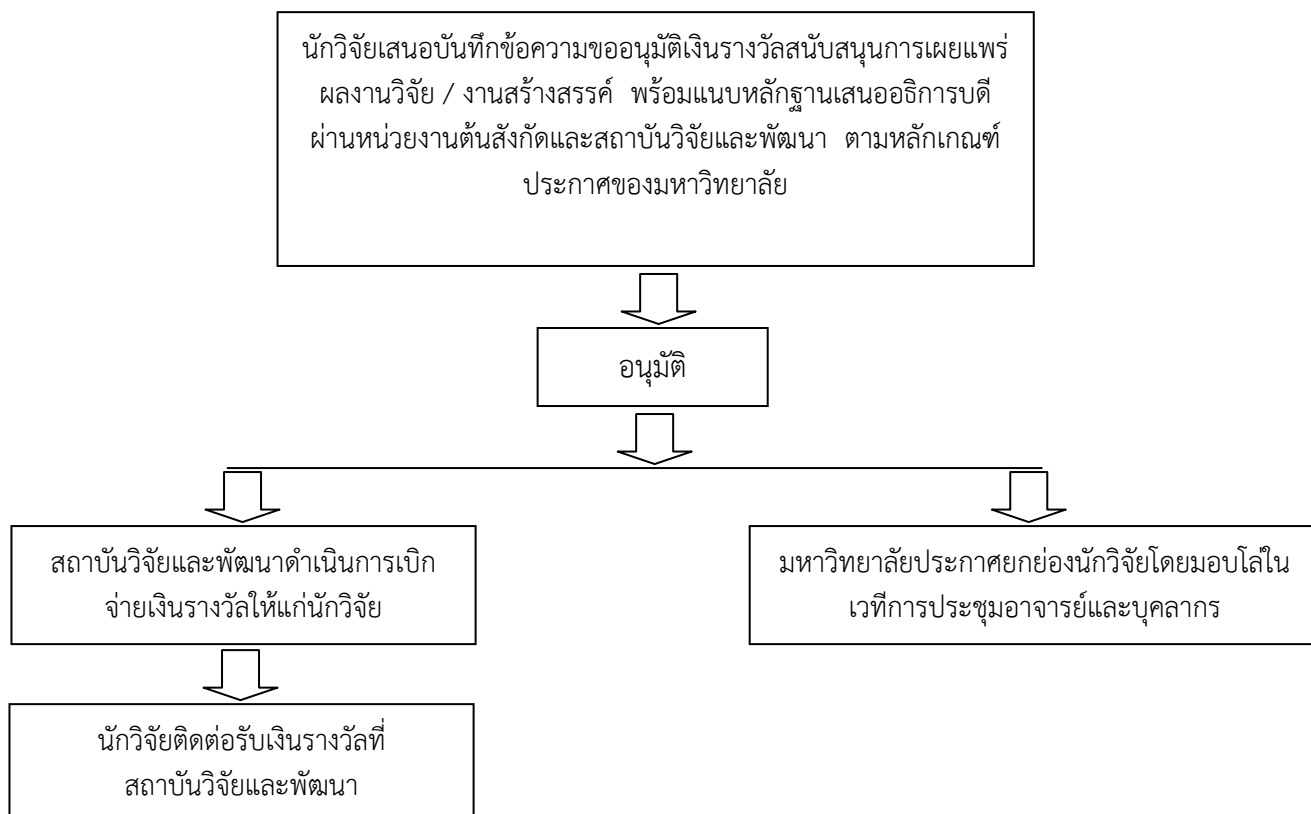 นักวิจัยเสนอบันทึกข้อความขออนุมัติเงินรางวัลสนับสนุนการเผยแพร่
ผลงานวิจัย / งานสร้างสรรค์ พร้อมแนบหลักฐานเสนออธิการบดี
ผ่านหน่วยงานต้นสังกัดและสถาบันวิจัยและพัฒนา ตามหลักเกณฑ์
ประกาศของมหาวิทยาลัย
อนุมัติ
สถาบันวิจัยและพัฒนาดำเนินการเบิก
จ่ายเงินรางวัลให้แก่นักวิจัย
มหาวิทยาลัยประกาศยกย่องนักวิจัยโดยมอบโล่ใน
เวทีการประชุมอาจารย์และบุคลากร
นักวิจัยติดต่อรับเงินรางวัลที่
สถาบันวิจัยและพัฒนา